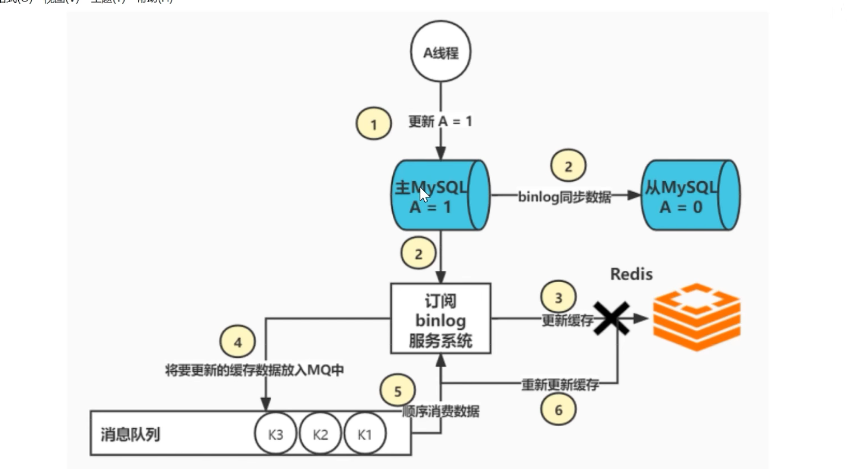 A线程
1
更新 A = 1
主MySQL
A = 1
2
binlog同步数据
从MySQL
A = 0
2
Redis
订阅
binlog
服务系统
3
更新缓存
4
将要更新的缓存数据放入MQ中
5
顺序消费数据
重新更新缓存
6
消息队列
K3
K2
K1